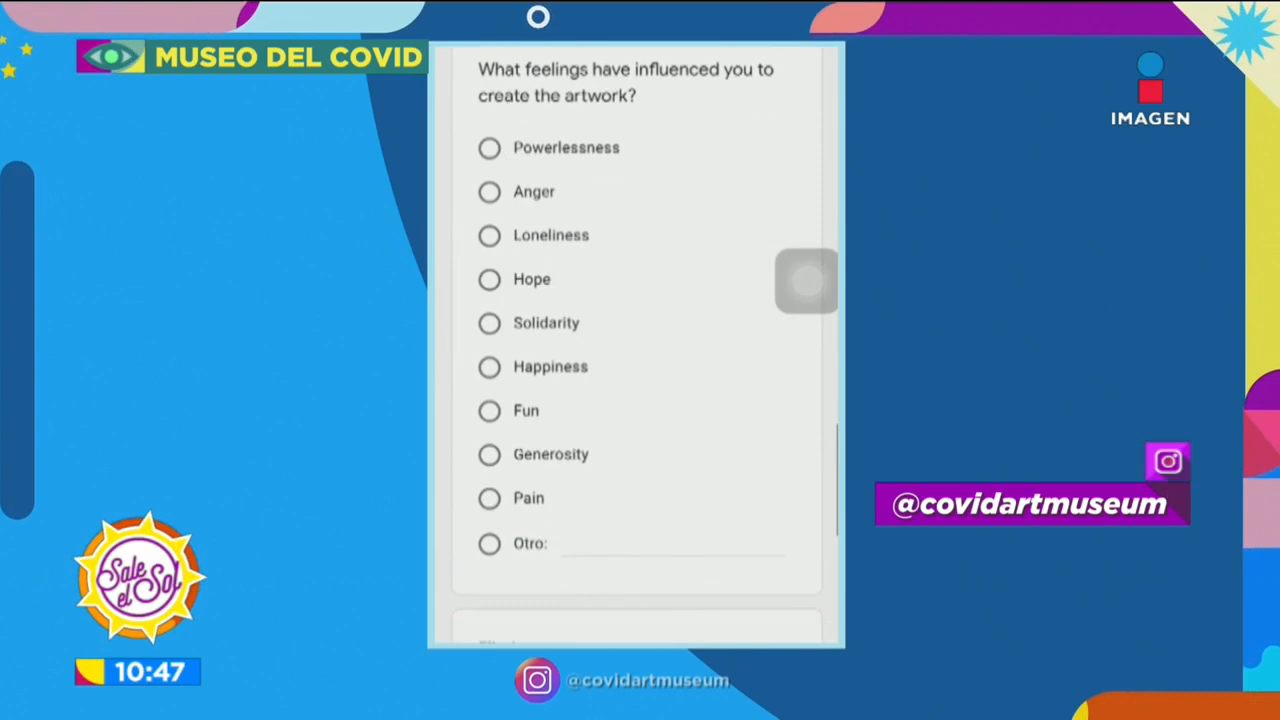 MUSEO DEL COVID
What feelings have influenced you to
create the artwork?
Powerlessness
Anger
Loneliness
Hope
Solidarity
Happiness
Fun
Generosity
Pain
Otro:
IMAGEN
@covidartmuseum
Sale
el Sol
10:47
@covidartmuseum